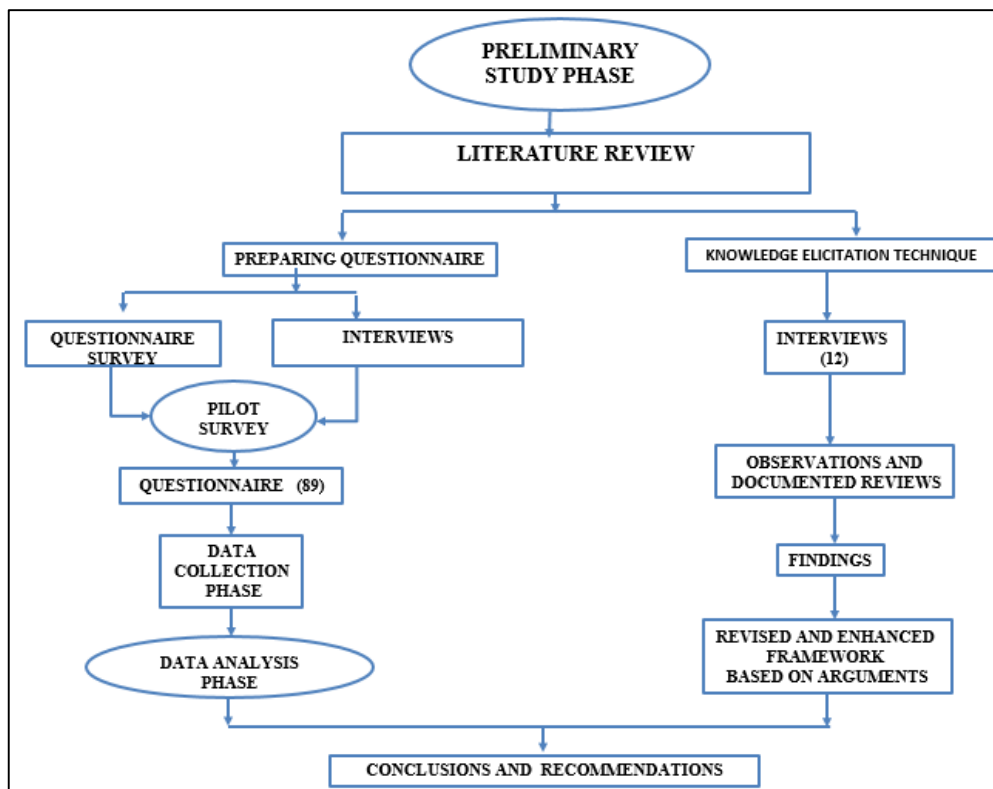 PRELIMINARY
STUDY PHASE
LITERATURE REVIEW
PREPARING QUESTIONNAIRE
KNOWLEDGE ELICITATION TECHNIQUE
QUESTIONNAIRE
SURVEY
INTERVIEWS
INTERVIEWS
(12)
PILOT
SURVEY
OBSERVATIONS AND
DOCUMENTED REVIEWS
QUESTIONNAIRE (89)
DATA
COLLECTION
PHASE
FINDINGS
DATA ANALYSIS
PHASE
REVISED AND ENHANCED
FRAMEWORK
BASED ON ARGUMENTS
CONCLUSIONS AND RECOMMENDATIONS